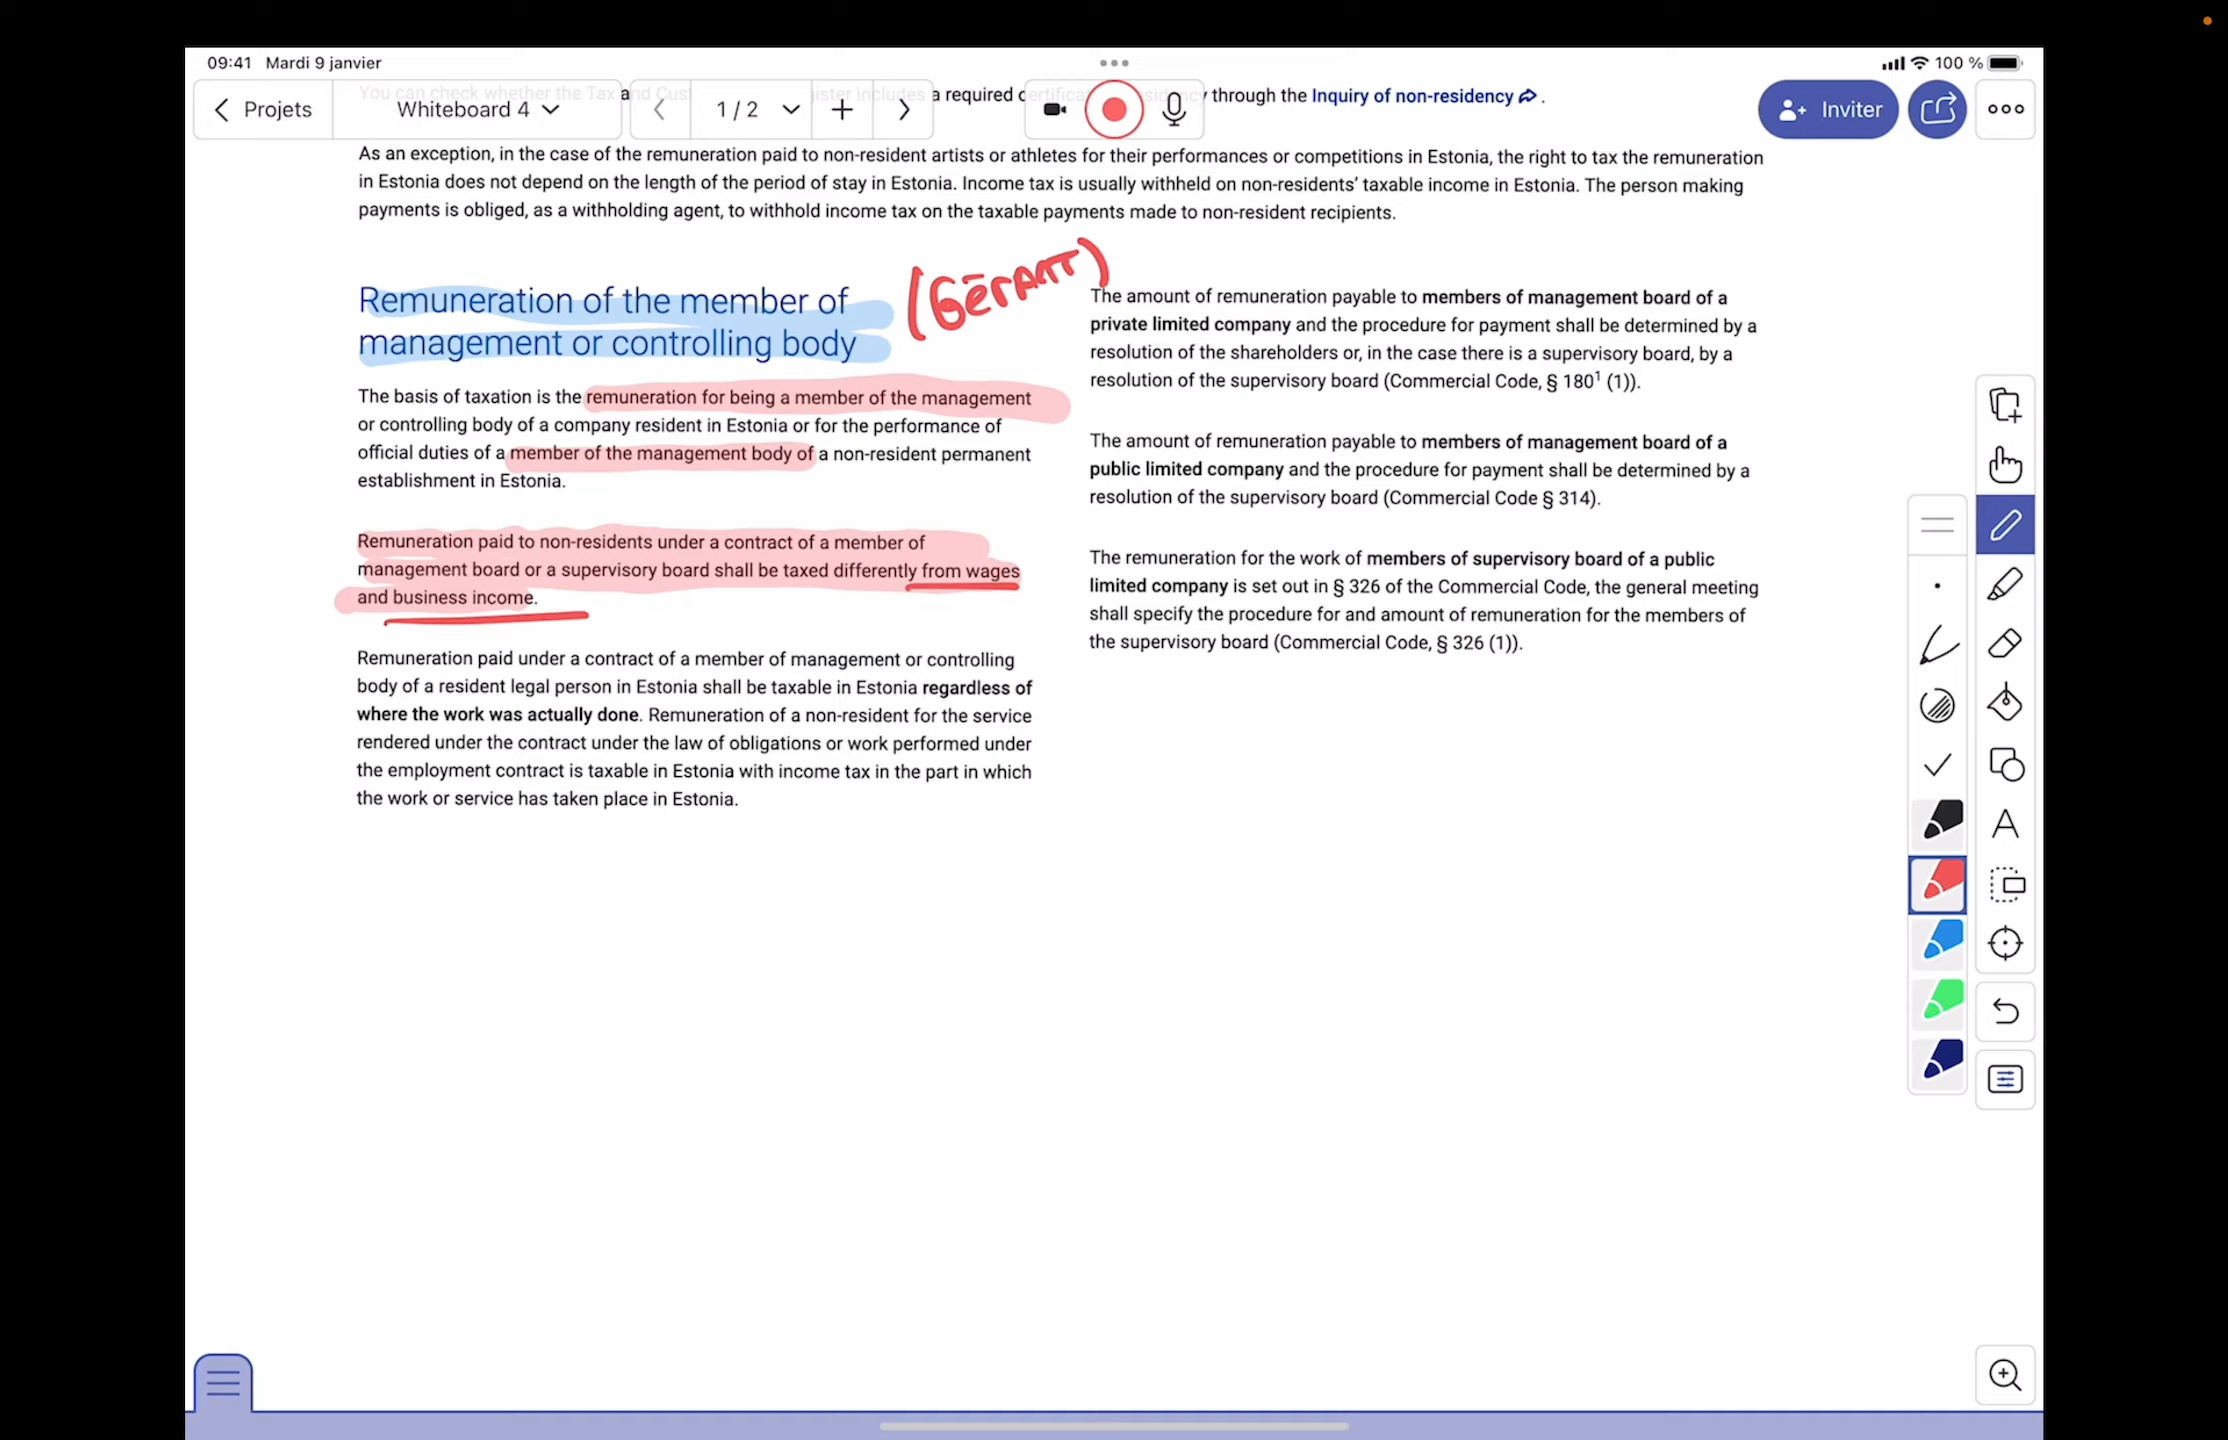 09:41 Mardi 9 janvier
100 %
Projets
Whiteboard 4
1 / 2
Inviter
You can check whether the Tax and Cus ister includes a required certifica through the Inquiry of non-residency .
As an exception, in the case of the remuneration paid to non-resident artists or athletes for their performances or competitions in Estonia, the right to tax the remuneration
in Estonia does not depend on the length of the period of stay in Estonia. Income tax is usually withheld on non-residents' taxable income in Estonia. The person making
payments is obliged, as a withholding agent, to withhold income tax on the taxable payments made to non-resident recipients.
Remuneration of the member of
management or controlling body
(GÉRANT)
The basis of taxation is the remuneration for being a member of the management
or controlling body of a company resident in Estonia or for the performance of
official duties of a member of the management body of a non-resident permanent
establishment in Estonia.
Remuneration paid to non-residents under a contract of a member of
management board or a supervisory board shall be taxed differently from wages
and business income.
Remuneration paid under a contract of a member of management or controlling
body of a resident legal person in Estonia shall be taxable in Estonia regardless of
where the work was actually done. Remuneration of a non-resident for the service
rendered under the contract under the law of obligations or work performed under
the employment contract is taxable in Estonia with income tax in the part in which
the work or service has taken place in Estonia.
The amount of remuneration payable to members of management board of a
private limited company and the procedure for payment shall be determined by a
resolution of the shareholders or, in the case there is a supervisory board, by a
resolution of the supervisory board (Commercial Code, § 180¹ (1)).
The amount of remuneration payable to members of management board of a
public limited company and the procedure for payment shall be determined by a
resolution of the supervisory board (Commercial Code § 314).
The remuneration for the work of members of supervisory board of a public
limited company is set out in § 326 of the Commercial Code, the general meeting
shall specify the procedure for and amount of remuneration for the members of
the supervisory board (Commercial Code, § 326 (1)).
A